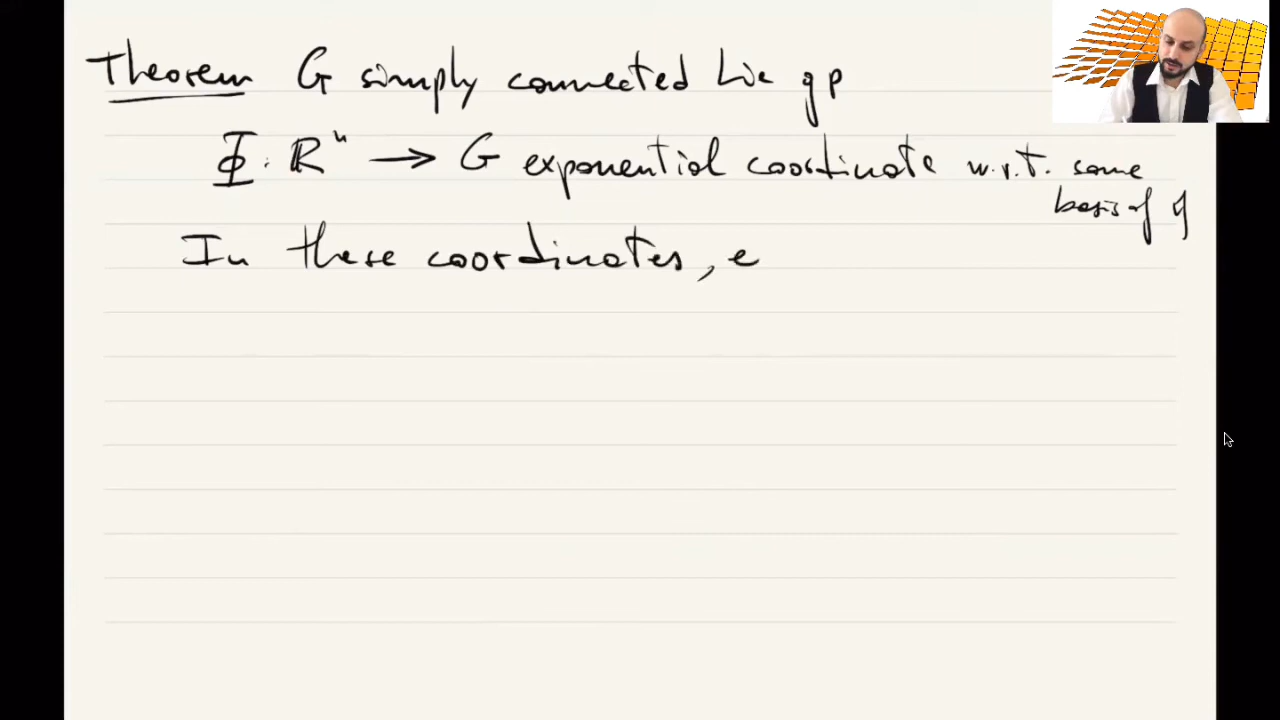 Theorem G simply connected Lie gp
Φ: ℝⁿ → G exponential coordinate w.r.t. some
basis of g
In these coordinates, e